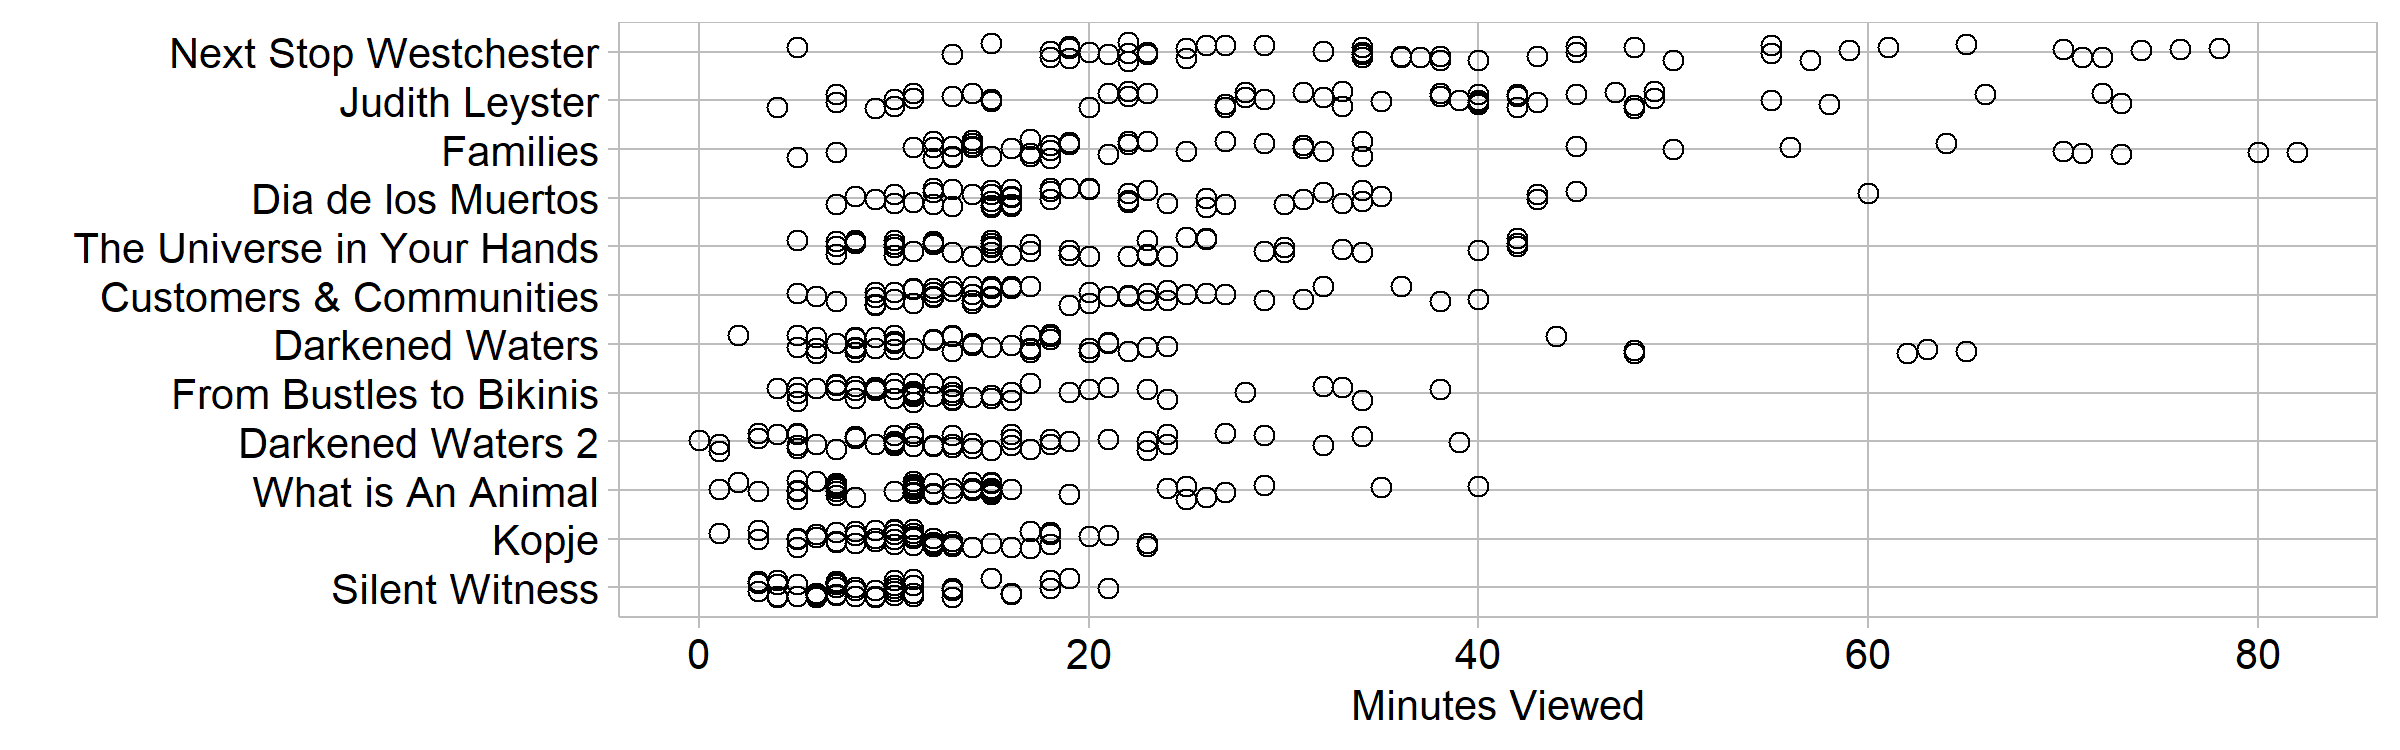 Next Stop Westchester
Judith Leyster
Families
Dia de los Muertos
The Universe in Your Hands
Customers & Communities
Darkened Waters
From Bustles to Bikinis
Darkened Waters 2
What is An Animal
Kopje
Silent Witness
0 20 40 60 80
Minutes Viewed